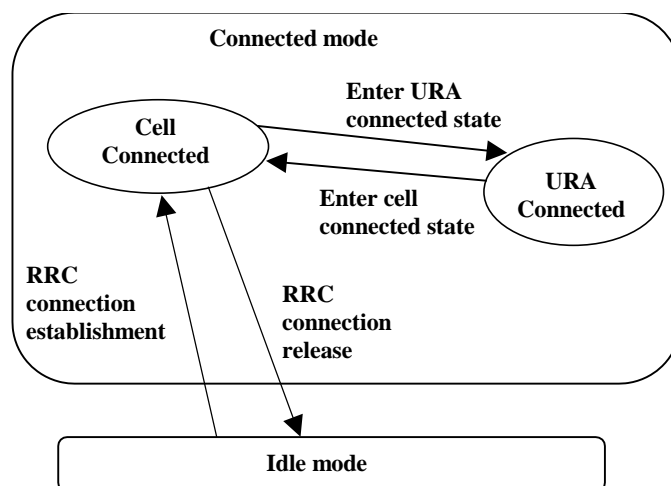 Connected mode
Enter URA
connected state
Cell
Connected
URA
Connected
Enter cell
connected state
RRC
connection
establishment
RRC
connection
release
Idle mode